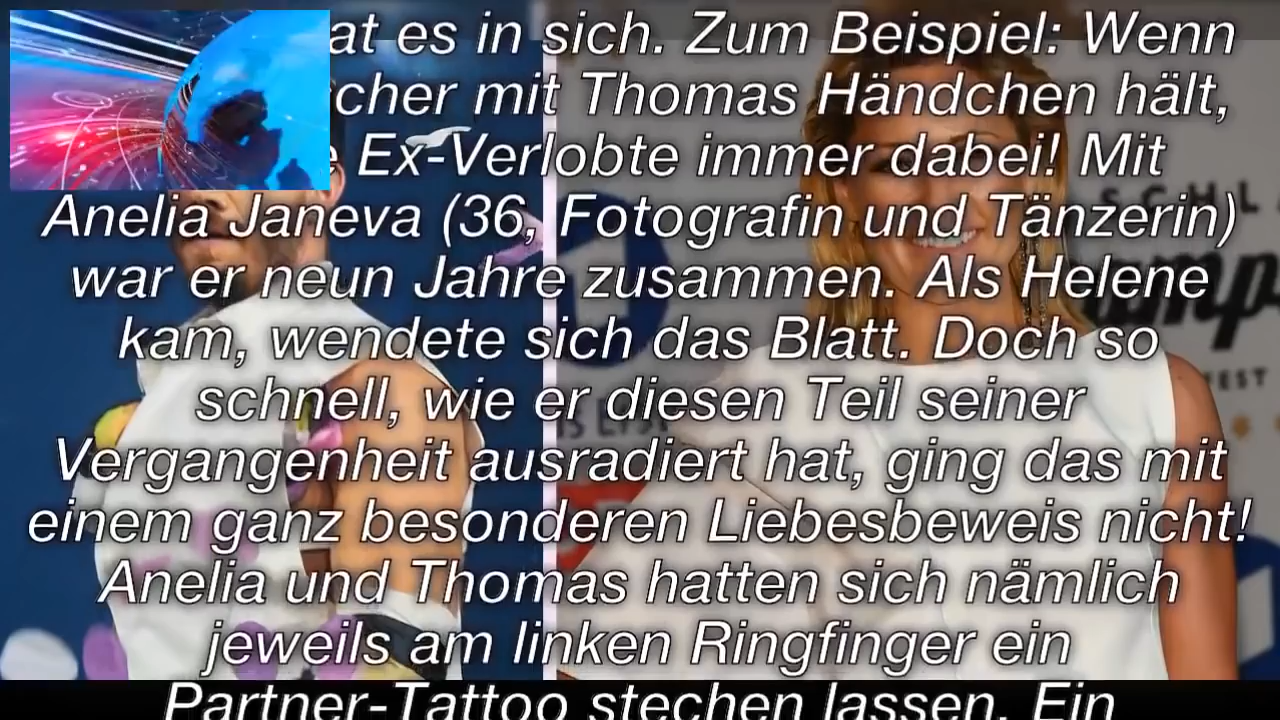 at es in sich. Zum Beispiel: Wenn
cher mit Thomas Händchen hält,
Ex-Verlobte immer dabei! Mit
Anelia Janeva (36, Fotografin und Tänzerin)
war er neun Jahre zusammen. Als Helene
kam, wendete sich das Blatt. Doch so
schnell, wie er diesen Teil seiner
Vergangenheit ausradiert hat, ging das mit
einem ganz besonderen Liebesbeweis nicht!
Anelia und Thomas hatten sich nämlich
jeweils am linken Ringfinger ein
Partner-Tattoo stechen lassen. Ein